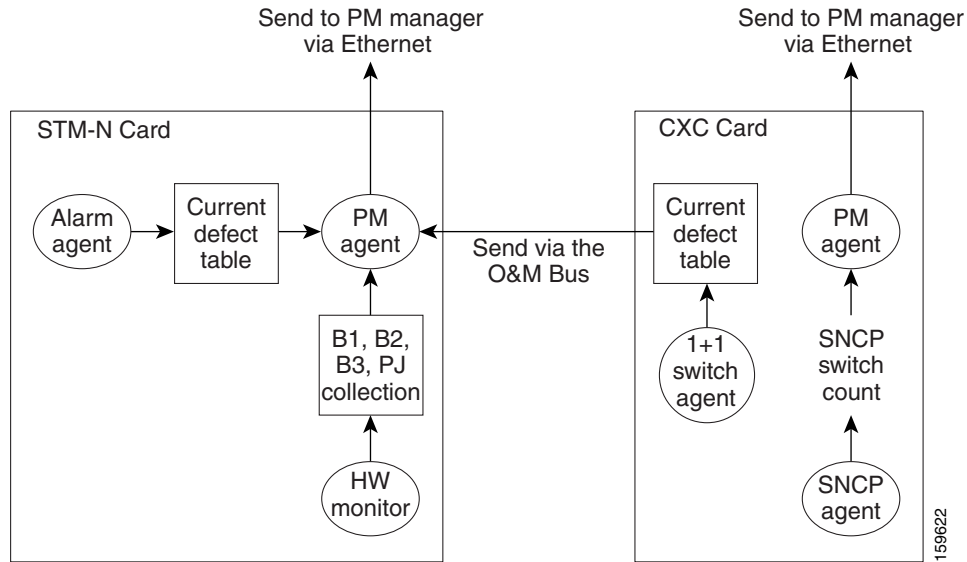 Send to PM manager
via Ethernet
Send to PM manager
via Ethernet
STM-N Card
CXC Card
Alarm
agent
Current
defect
table
PM
agent
Send via the
O&M Bus
Current
defect
table
PM
agent
B1, B2,
B3, PJ
collection
1+1
switch
agent
SNCP
switch
count
HW
monitor
SNCP
agent
159622